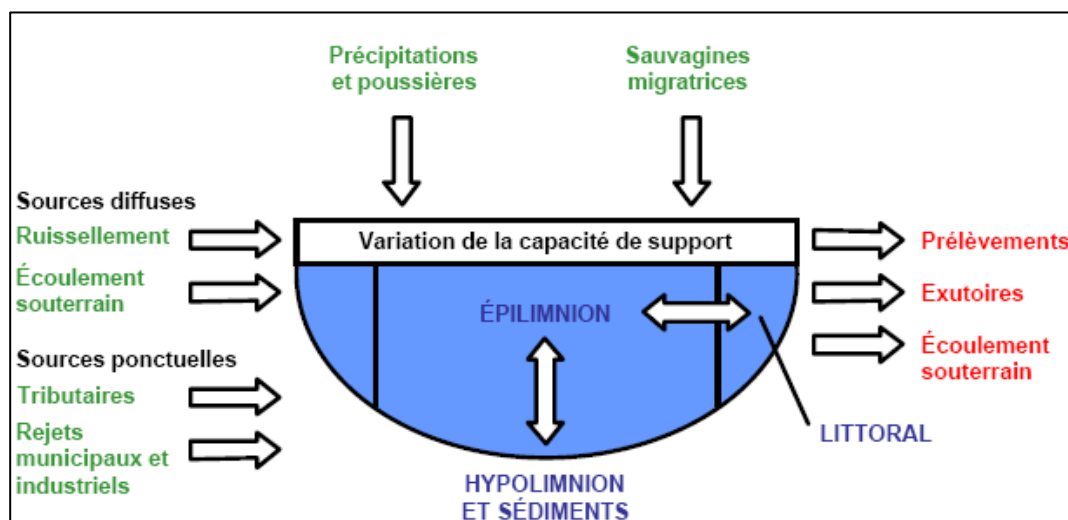 Précipitations
et poussières
Sauvagines
migratrices
Sources diffuses
Ruissellement
Écoulement
souterrain
Sources ponctuelles
Tributaires
Rejets
municipaux et
industriels
Variation de la capacité de support
ÉPILIMNION
HYPOLIMNION
ET SÉDIMENTS
LITTORAL
Prélèvements
Exutoires
Écoulement
souterrain